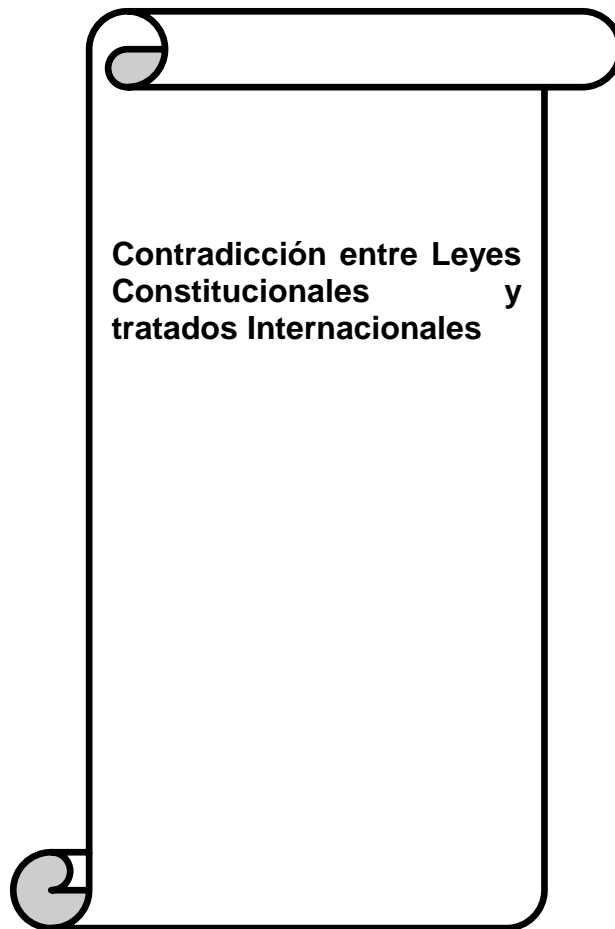 Contradicción entre Leyes
Constitucionales y
tratados Internacionales